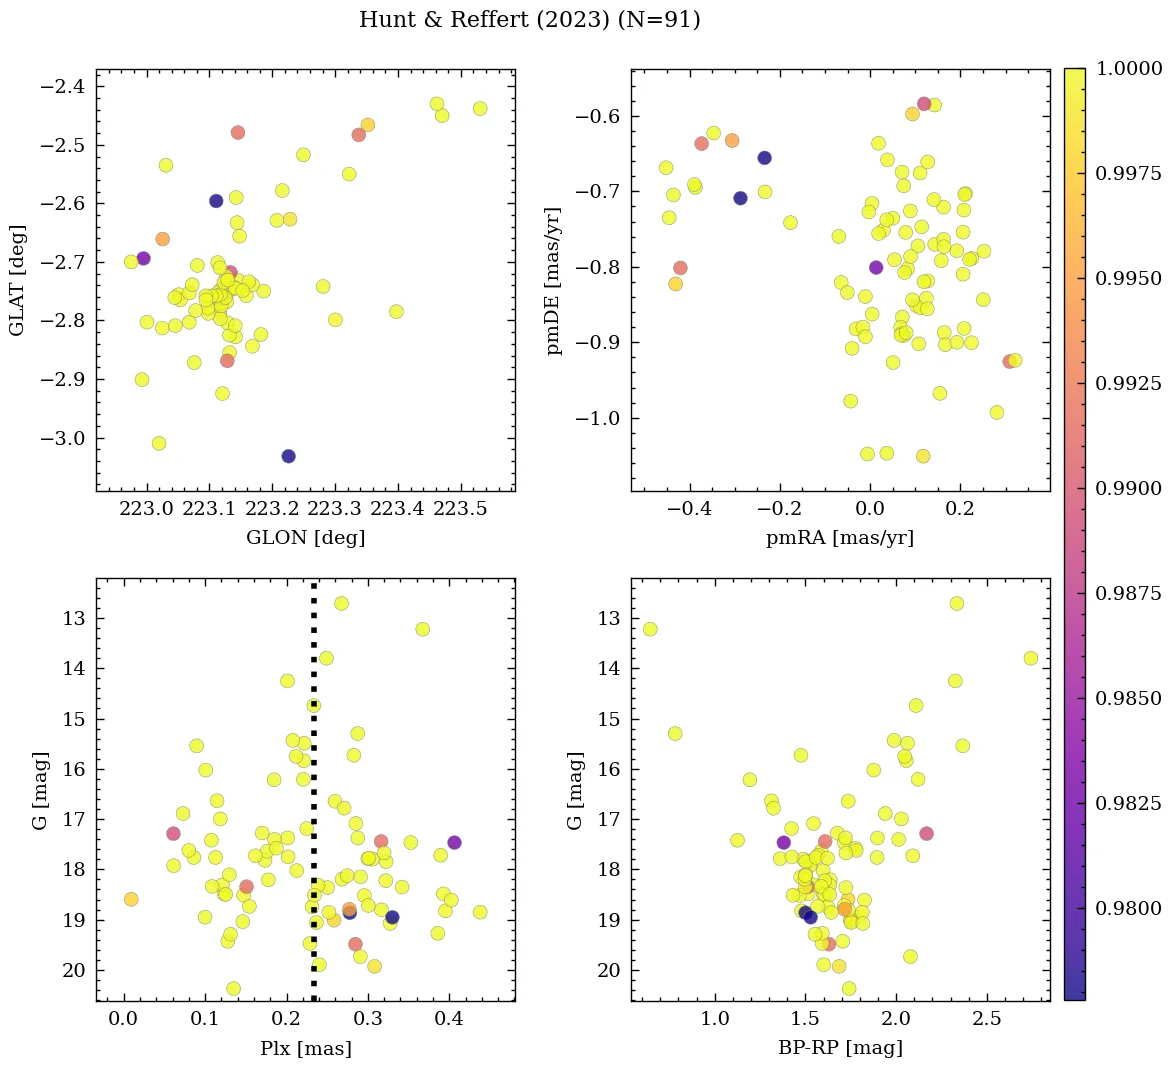 Hunt & Reffert (2023) (N=91)
−2.4
−2.5
−2.6
−2.7
−2.8
−2.9
−3.0
GLAT [deg]
223.0 223.1 223.2 223.3 223.4 223.5
GLON [deg]
−0.6
−0.7
−0.8
−0.9
−1.0
pmDE [mas/yr]
−0.4 −0.2 0.0 0.2
pmRA [mas/yr]
13
14
15
16
17
18
19
20
G [mag]
0.0 0.1 0.2 0.3 0.4
Plx [mas]
13
14
15
16
17
18
19
20
G [mag]
1.0 1.5 2.0 2.5
BP-RP [mag]
1.0000
0.9975
0.9950
0.9925
0.9900
0.9875
0.9850
0.9825
0.9800